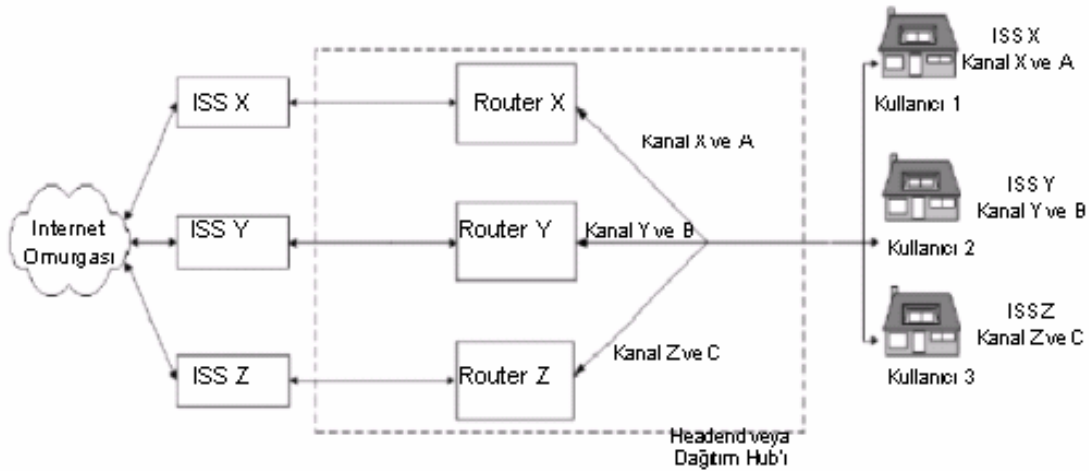 ISS X
Kanal X ve A
Kullanıcı 1
ISS X
Router X
Kanal X ve A
Internet
Omurgası
ISS Y
Router Y
Kanal Y ve B
ISS Y
Kanal Y ve B
Kullanıcı 2
ISS Z
Router Z
Kanal Z ve C
ISS Z
Kanal Z ve C
Kullanıcı 3
Headend veya
Dağıtım Hub'ı